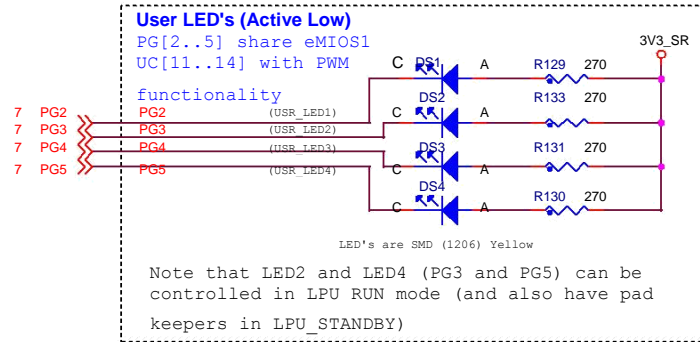 User LED's (Active Low)
PG[2..5] share eMIOS1
UC[11..14] with PWM
functionality
3V3_SR
C DS1 A R129 270
7 PG2 PG2 (USR_LED1) C DS2 A R133 270
7 PG3 PG3 (USR_LED2)
7 PG4 PG4 (USR_LED3) C DS3 A R131 270
7 PG5 PG5 (USR_LED4)
C DS4 A R130 270
LED's are SMD (1206) Yellow
Note that LED2 and LED4 (PG3 and PG5) can be
controlled in LPU RUN mode (and also have pad
keepers in LPU_STANDBY)